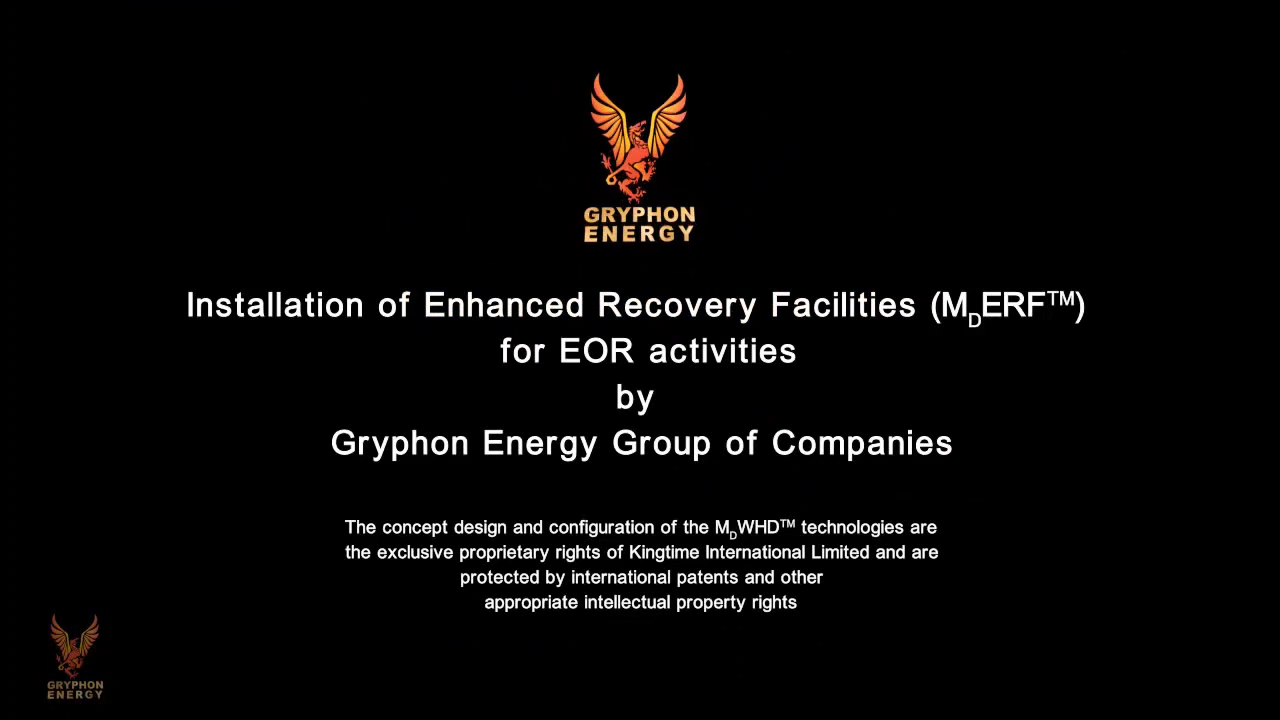 GRYPHON
ENERGY
Installation of Enhanced Recovery Facilities (MDERF™)
for EOR activities
by
Gryphon Energy Group of Companies
The concept design and configuration of the MDWHD™ technologies are
the exclusive proprietary rights of Kingtime International Limited and are
protected by international patents and other
appropriate intellectual property rights
GRYPHON
ENERGY